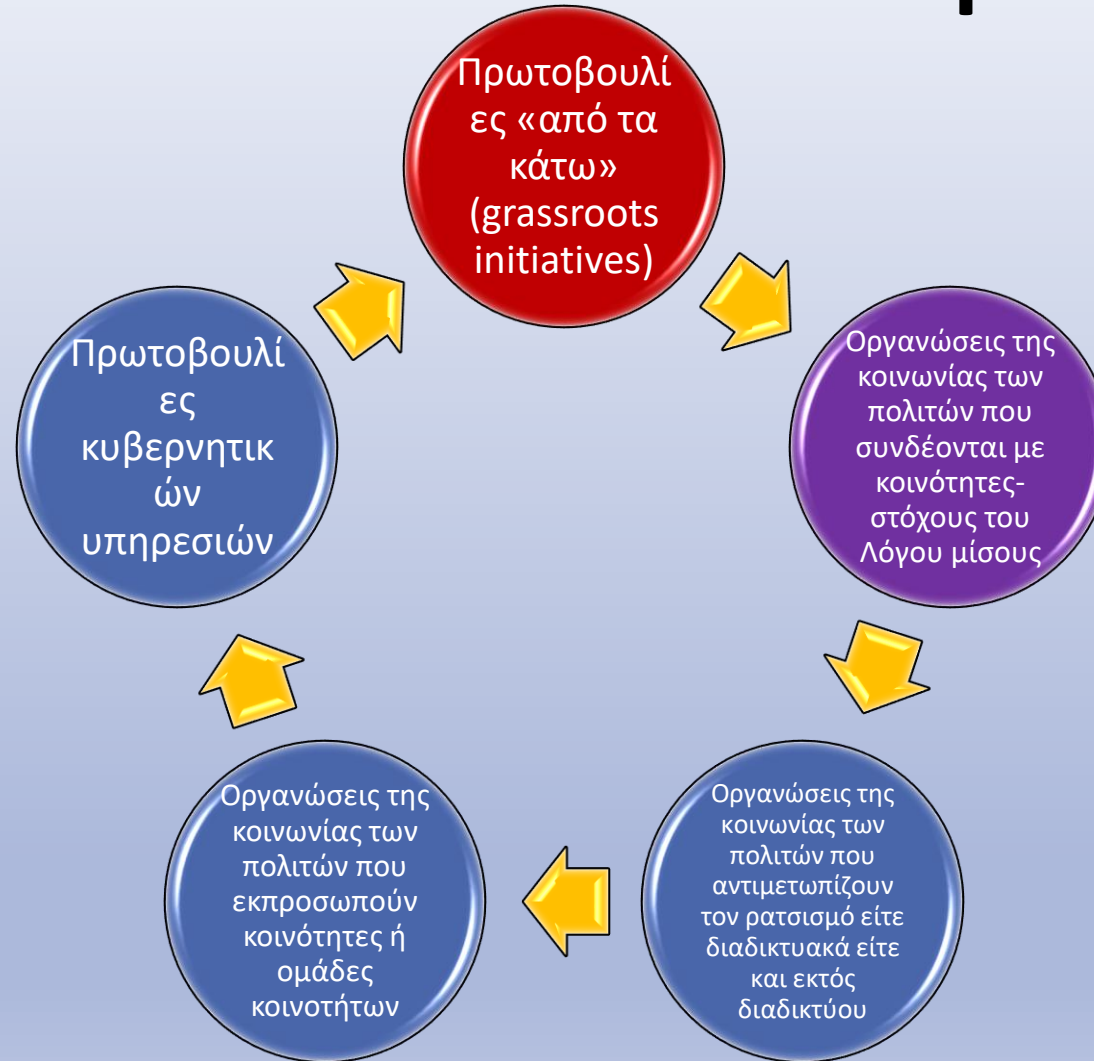 Πρωτοβουλί
ες «από τα
κάτω»
(grassroots
initiatives)
Οργανώσεις της
κοινωνίας των
πολιτών που
συνδέονται με
κοινότητες-
στόχους του
Λόγου μίσους
Οργανώσεις της
κοινωνίας των
πολιτών που
αντιμετωπίζουν
τον ρατσισμό είτε
διαδικτυακά είτε
και εκτός
διαδικτύου
Οργανώσεις της
κοινωνίας των
πολιτών που
εκπροσωπούν
κοινότητες ή
ομάδες
κοινοτήτων
Πρωτοβουλί
ες
κυβερνητικ
ών
υπηρεσιών